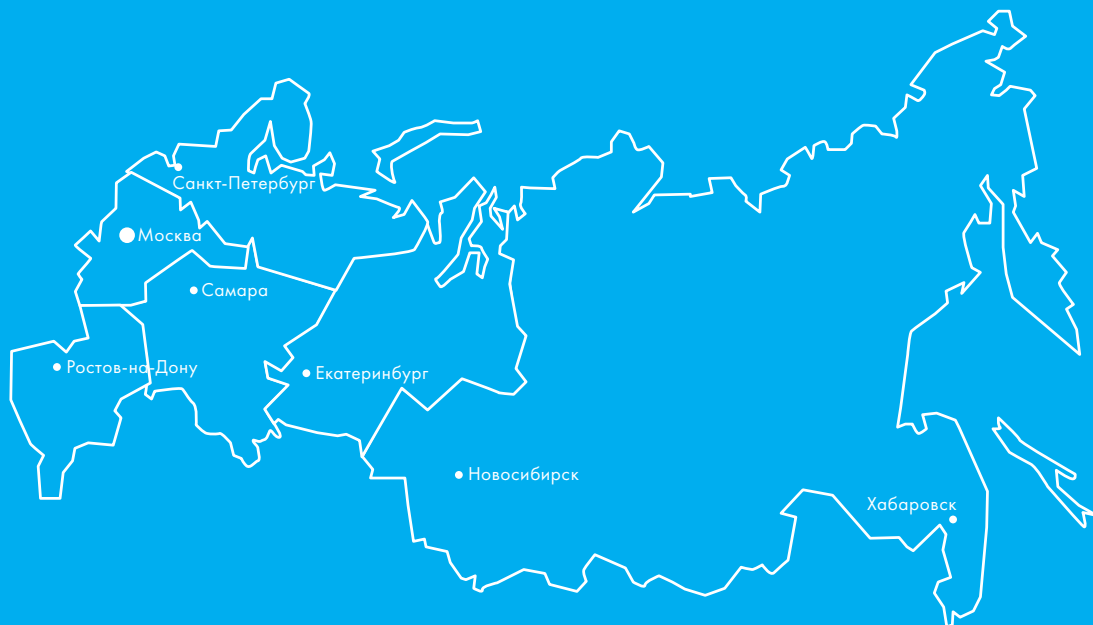 Санкт-Петербург
Москва
Самара
Ростов-на-Дону
Екатеринбург
Новосибирск
Хабаровск